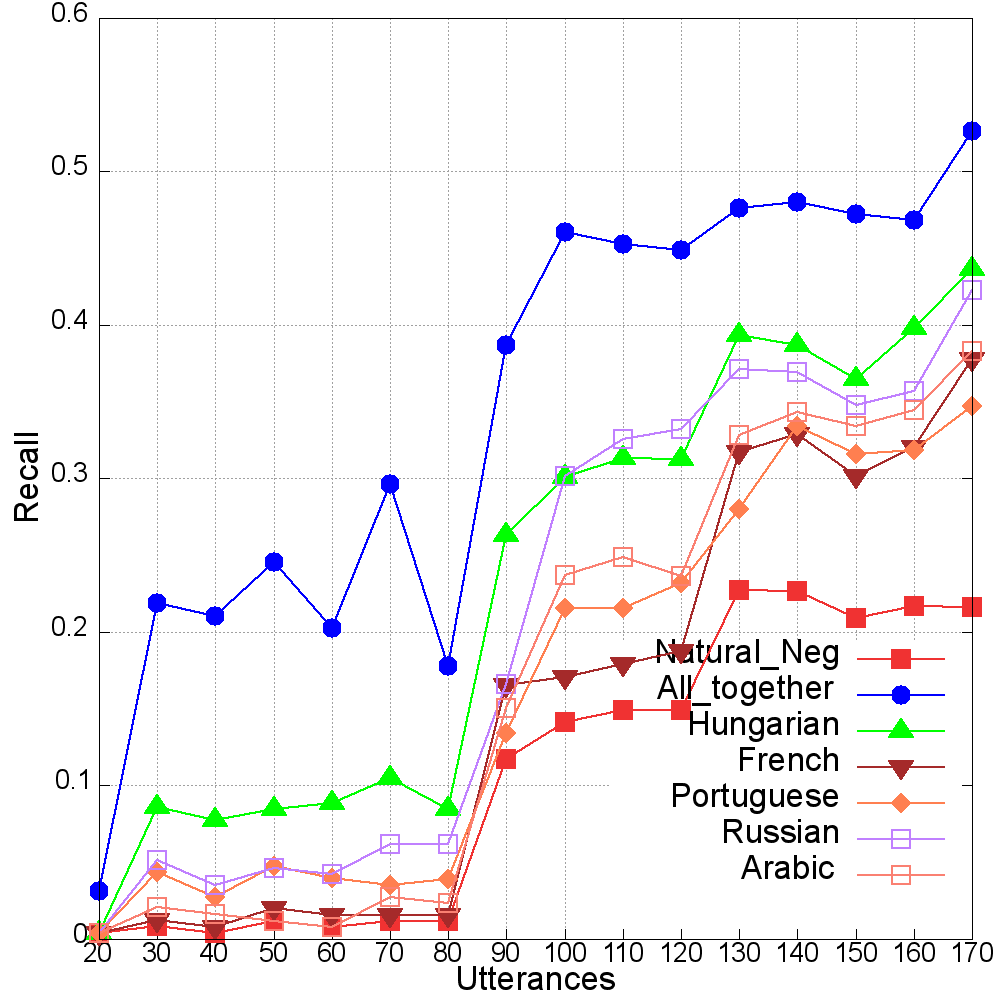 0.6
0.5
0.4
0.3
0.2
0.1
0
Recall
20 30 40 50 60 70 80 90 100 110 120 130 140 150 160 170
Utterances
Natural_Neg
All_together
Hungarian
French
Portuguese
Russian
Arabic